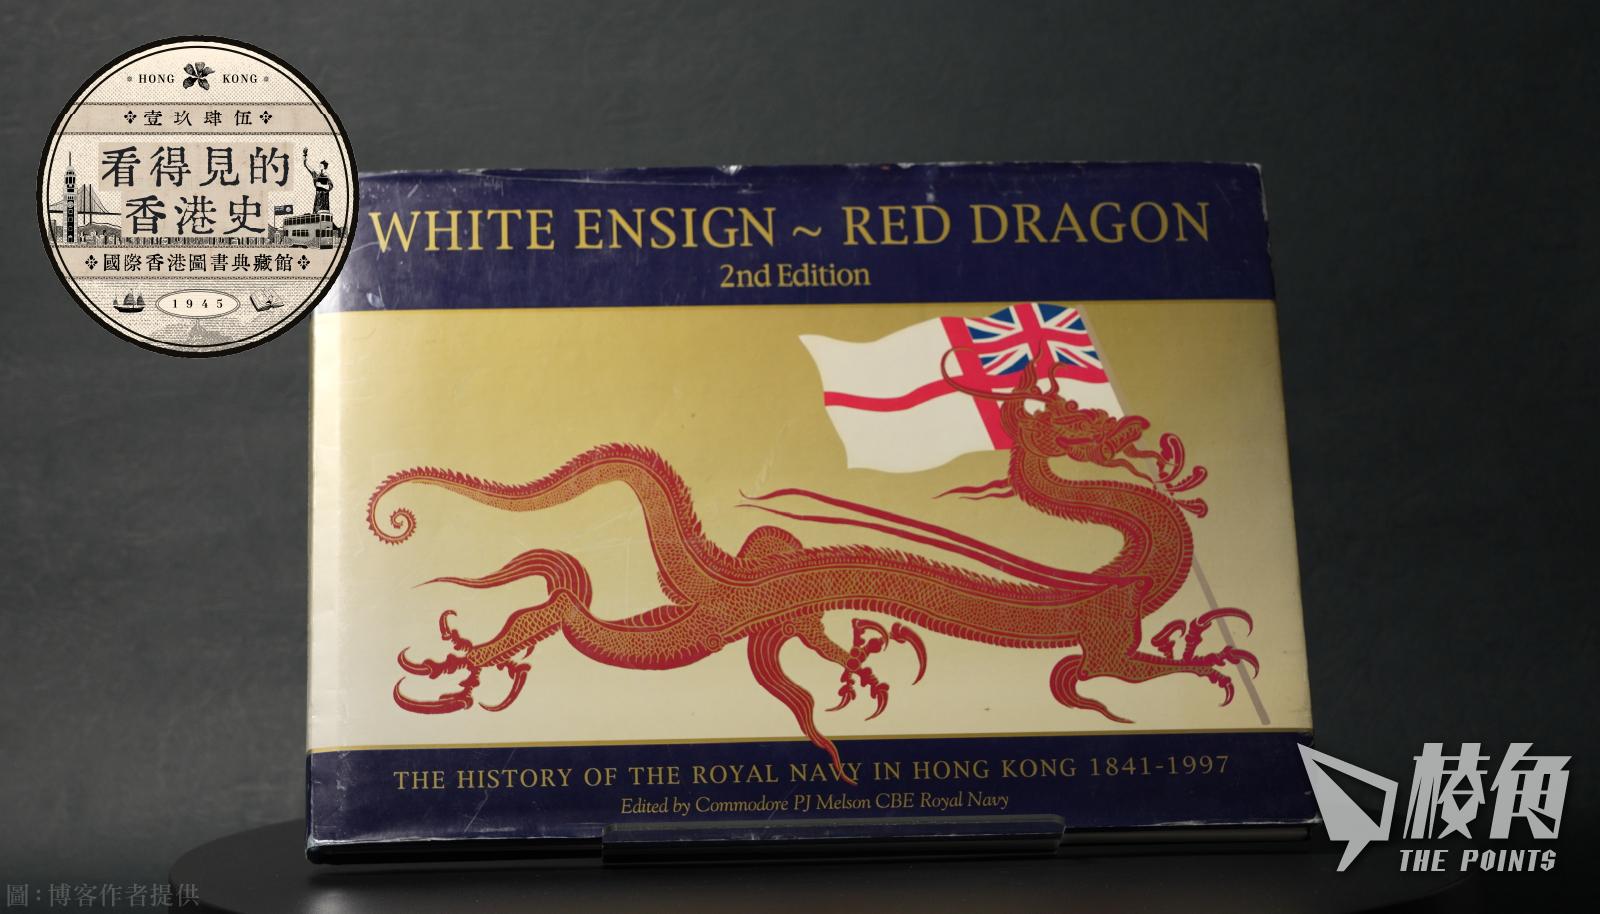 HONG KONG
壹玖肆伍
看得見的
香港史
國際香港圖書典藏館
1945
WHITE ENSIGN ~ RED DRAGON
2nd Edition
THE HISTORY OF THE ROYAL NAVY IN HONG KONG 1841-1997
Edited by Commodore PJ Melson CBE Royal Navy
棱角
THE POINTS
圖:博客作者提供